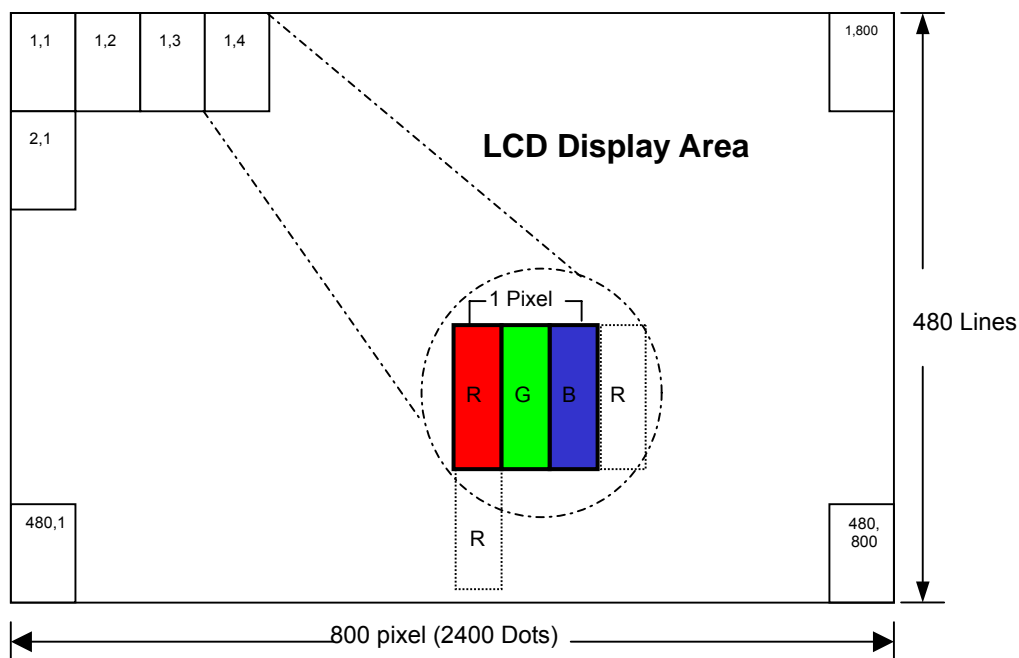 1,1
1,2
1,3
1,4
1,800
2,1
LCD Display Area
1 Pixel
480 Lines
R
G
B
R
R
480,1
480,
800
800 pixel (2400 Dots)